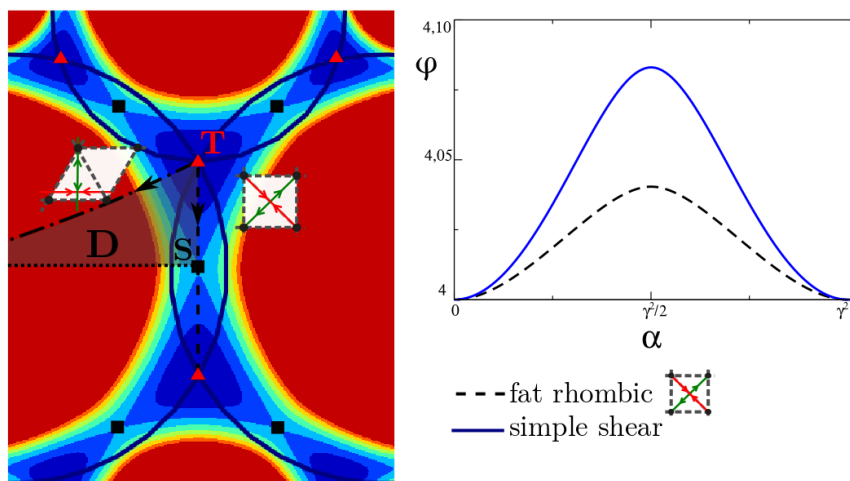 T
S
D
4,10
φ
4,05
4
0
γ²/2
γ²
α
fat rhombic
simple shear